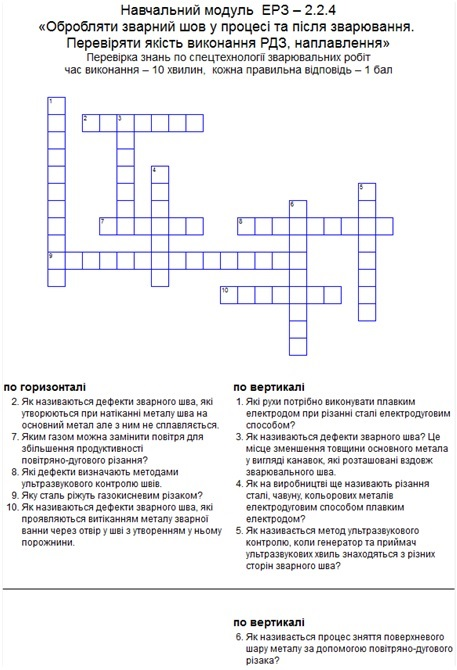 Навчальний модуль ЕРЗ – 2.2.4
«Обробляти зварний шов у процесі та після зварювання.
Перевіряти якість виконання РДЗ, наплавлення»
Перевірка знань по спецтехнології зварювальних робіт
час виконання – 10 хвилин, кожна правильна відповідь – 1 бал
1
2
3
4
5
6
7
8
9
10
по горизонталі
2. Як називаються дефекти зварного шва, які
утворюються при натіканні металу шва на
основний метал але з ним не сплавляється.
7. Яким газом можна замінити повітря для
збільшення продуктивності
повітряно-дугового різання?
8. Які дефекти визначають методами
ультразвукового контролю швів.
9. Яку сталь ріжуть газокисневим різаком?
10. Як називаються дефекти зварного шва, які
проявляються витіканням металу зварної
ванни через отвір у шві з утворенням у ньому
порожнини.
по вертикалі
1. Які рухи потрібно виконувати плавким
електродом при різанні сталі електродуговим
способом?
3. Як називаються дефекти зварного шва? Це
місце зменшення товщини основного метала
у вигляді канавок, які розташовані вздовж
зварювального шва.
4. Як на виробництві ще називають різання
сталі, чавуну, кольорових металів
електродуговим способом плавким
електродом?
5. Як називається метод ультразвукового
контролю, коли генератор та приймач
ультразвукових хвиль знаходяться з різних
сторін зварного шва?
по вертикалі
6. Як називається процес зняття поверхневого
шару металу за допомогою повітряно-дугового
різака?